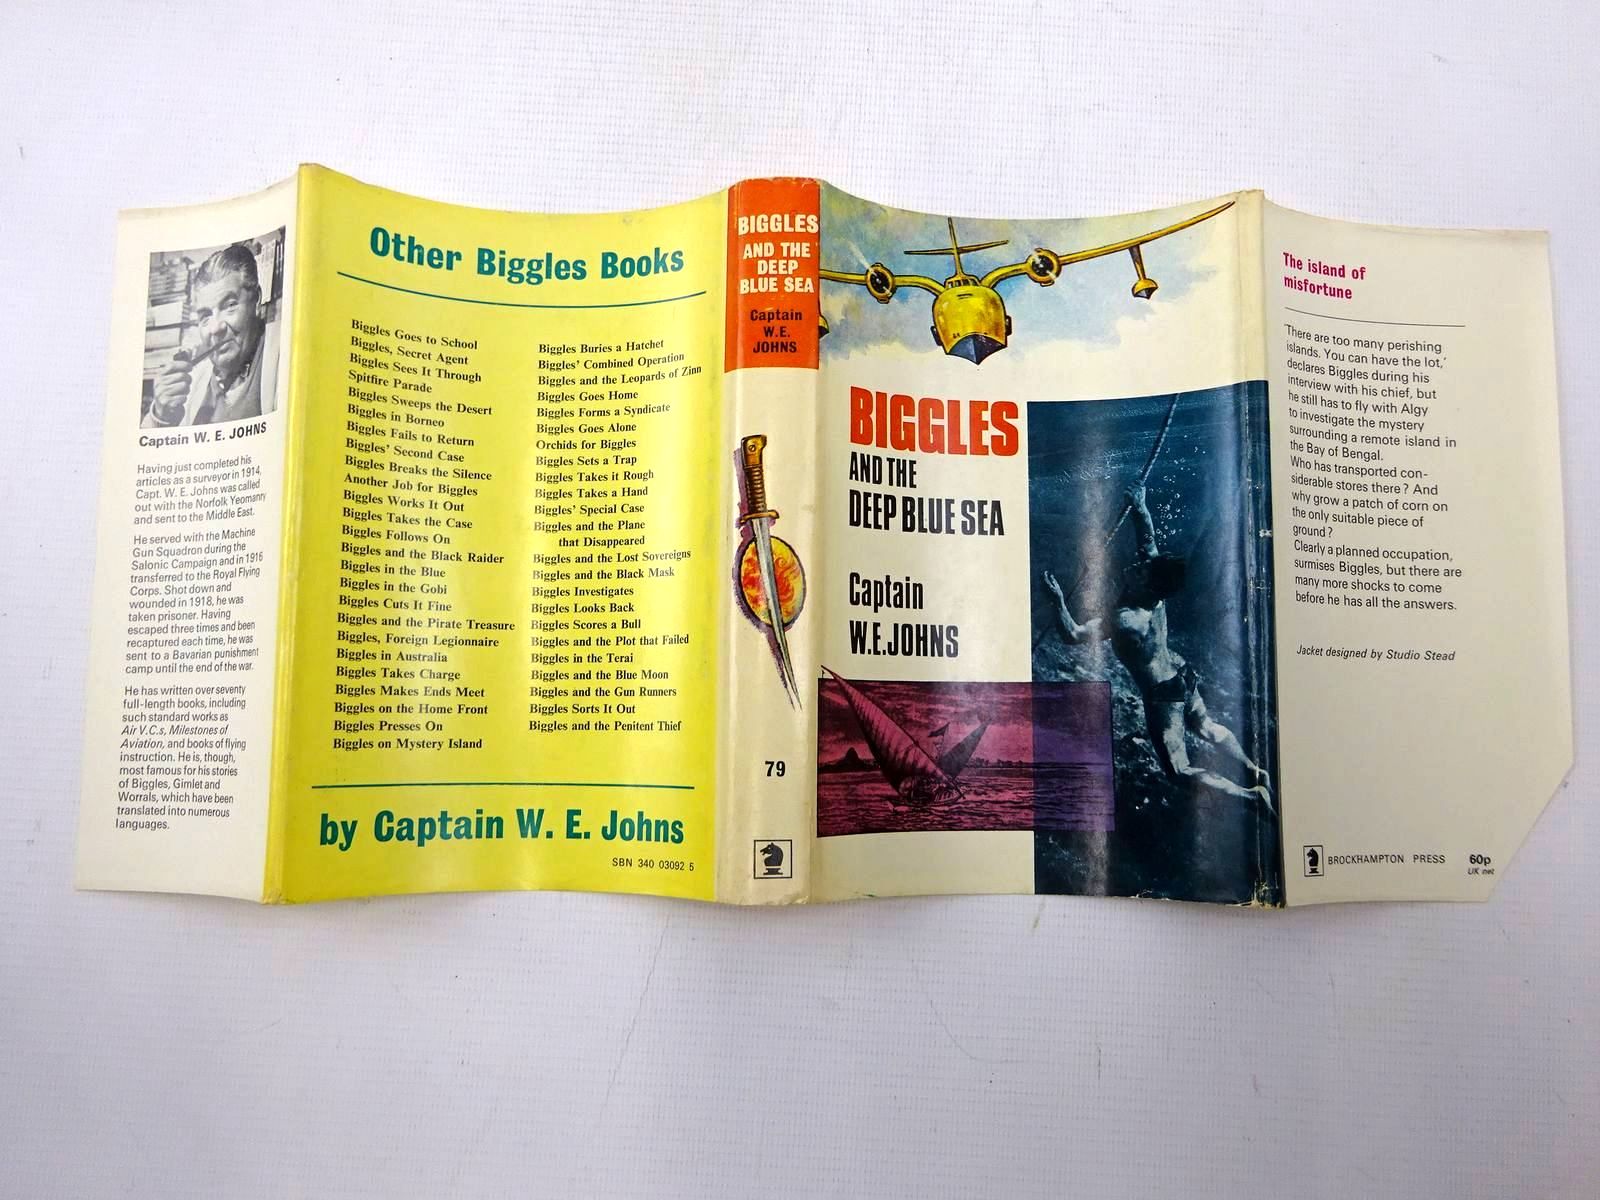 Captain W. E. JOHNS
Having just completed his
articles as a surveyor in 1914,
Capt. W. E. Johns was called
out with the Norfolk Yeomanry
and sent to the Middle East.
He served with the Machine
Gun Squadron during the
Salonic Campaign and in 1916
transferred to the Royal Flying
Corps. Shot down and
wounded in 1918, he was
taken prisoner. Having
escaped three times and been
recaptured each time, he was
sent to a Bavarian punishment
camp until the end of the war.
He has written over seventy
full-length books, including
such standard works as
Air V.C.s, Milestones of
Aviation, and books of flying
instruction. He is, though,
most famous for his stories
of Biggles, Gimlet and
Worrals, which have been
translated into numerous
languages.
Other Biggles Books
Biggles Goes to School
Biggles, Secret Agent
Biggles Sees It Through
Spitfire Parade
Biggles Sweeps the Desert
Biggles in Borneo
Biggles Fails to Return
Biggles' Second Case
Biggles Breaks the Silence
Another Job for Biggles
Biggles Works It Out
Biggles Takes the Case
Biggles Follows On
Biggles and the Black Raider
Biggles in the Blue
Biggles in the Gobi
Biggles Cuts It Fine
Biggles and the Pirate Treasure
Biggles, Foreign Legionnaire
Biggles in Australia
Biggles Takes Charge
Biggles Makes Ends Meet
Biggles on the Home Front
Biggles Presses On
Biggles on Mystery Island
Biggles Buries a Hatchet
Biggles' Combined Operation
Biggles and the Leopards of Zinn
Biggles Goes Home
Biggles Forms a Syndicate
Biggles Goes Alone
Orchids for Biggles
Biggles Sets a Trap
Biggles Takes it Rough
Biggles Takes a Hand
Biggles' Special Case
Biggles and the Plane
that Disappeared
Biggles and the Lost Sovereigns
Biggles and the Black Mask
Biggles Investigates
Biggles Looks Back
Biggles Scores a Bull
Biggles and the Plot that Failed
Biggles in the Terai
Biggles and the Blue Moon
Biggles and the Gun Runners
Biggles Sorts It Out
Biggles and the Penitent Thief
by Captain W. E. Johns
SBN 340 03092 5
BIGGLES
AND THE
DEEP
BLUE SEA
Captain
W.E.
JOHNS
79
BIGGLES
AND THE
DEEP BLUE SEA
Captain
W.E.JOHNS
The island of
misfortune
'There are too many perishing
islands. You can have the lot,'
declares Biggles during his
interview with his chief, but
he still has to fly with Algy
to investigate the mystery
surrounding a remote island in
the Bay of Bengal.
Who has transported con-
siderable stores there? And
why grow a patch of corn on
the only suitable piece of
ground?
Clearly a planned occupation,
surmises Biggles, but there are
many more shocks to come
before he has all the answers.
Jacket designed by Studio Stead
BROCKHAMPTON PRESS
60p
UK net